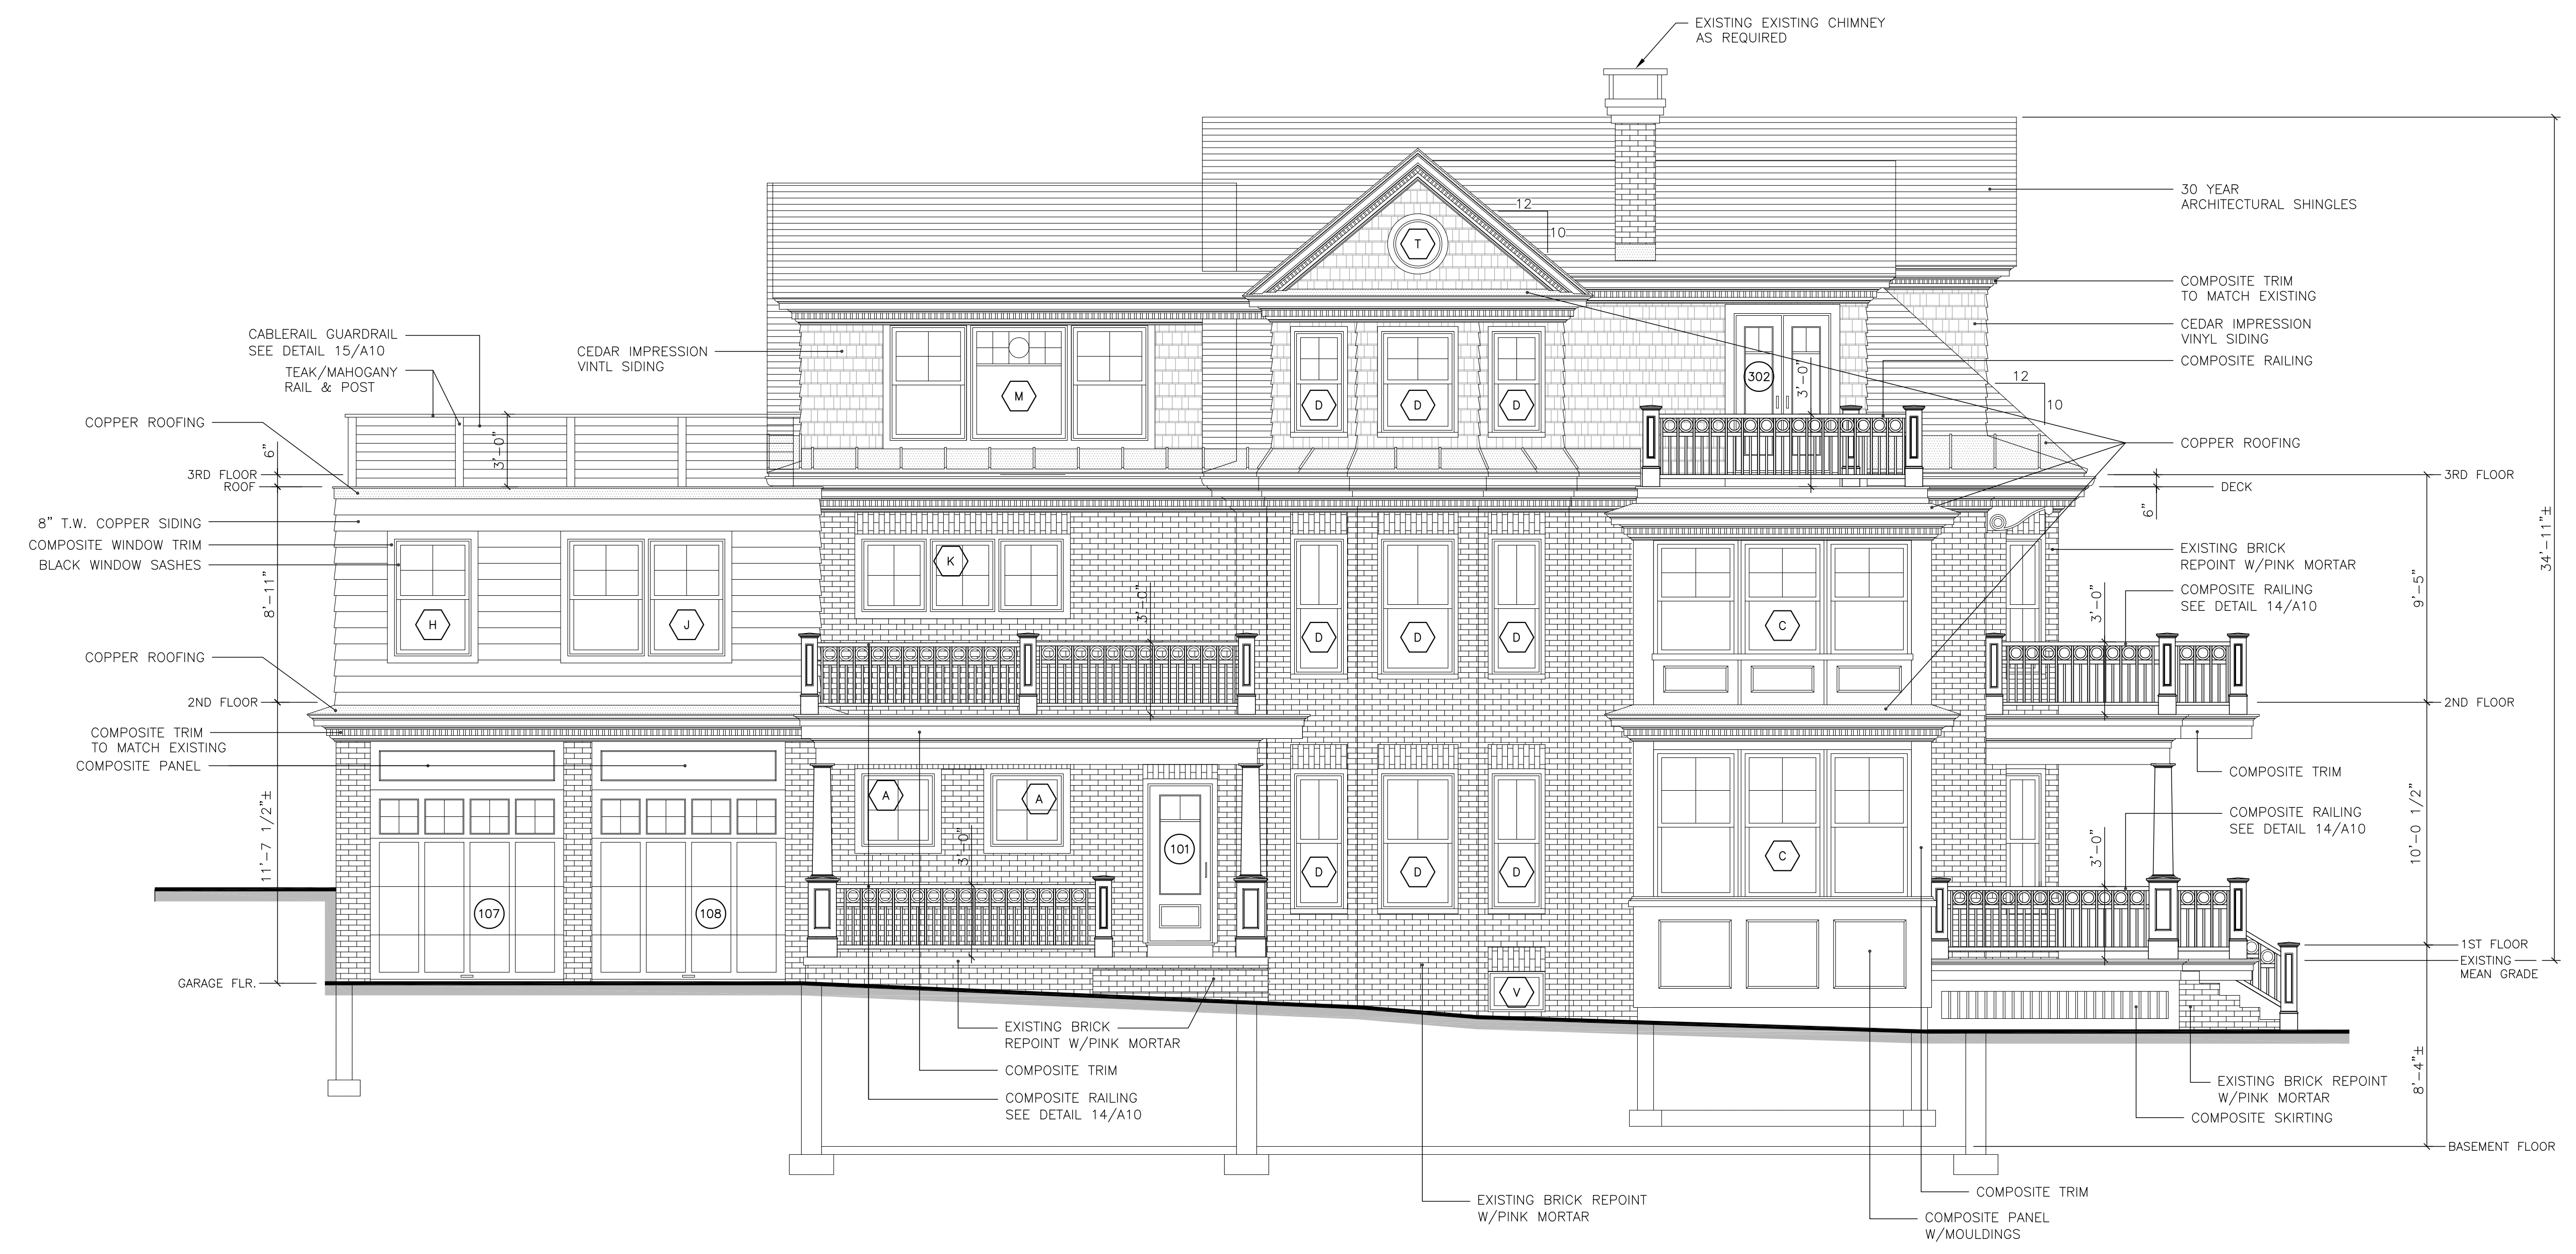 EXISTING EXISTING CHIMNEY
AS REQUIRED
30 YEAR
ARCHITECTURAL SHINGLES
12
10
T
COMPOSITE TRIM
TO MATCH EXISTING
CEDAR IMPRESSION
VINYL SIDING
COMPOSITE RAILING
12
10
COPPER ROOFING
3RD FLOOR
DECK
6"
34'-11"±
CABLERAIL GUARDRAIL
SEE DETAIL 15/A10
TEAK/MAHOGANY
RAIL & POST
CEDAR IMPRESSION
VINTL SIDING
COPPER ROOFING
6"
3'-0"
3RD FLOOR
ROOF
8" T.W. COPPER SIDING
COMPOSITE WINDOW TRIM
BLACK WINDOW SASHES
8'-11"
COPPER ROOFING
2ND FLOOR
COMPOSITE TRIM
TO MATCH EXISTING
COMPOSITE PANEL
11'-7 1/2"±
GARAGE FLR.
M
D
D
D
302
3'-0"
H
J
K
3'-0"
D
D
D
C
EXISTING BRICK
REPOINT W/PINK MORTAR
COMPOSITE RAILING
SEE DETAIL 14/A10
3'-0"
9'-5"
2ND FLOOR
COMPOSITE TRIM
COMPOSITE RAILING
SEE DETAIL 14/A10
3'-0"
10'-0 1/2"
A
A
3'-0"
101
D
D
D
C
107
108
V
1ST FLOOR
EXISTING
MEAN GRADE
EXISTING BRICK
REPOINT W/PINK MORTAR
COMPOSITE TRIM
COMPOSITE RAILING
SEE DETAIL 14/A10
EXISTING BRICK REPOINT
W/PINK MORTAR
COMPOSITE SKIRTING
8'-4"±
BASEMENT FLOOR
COMPOSITE TRIM
EXISTING BRICK REPOINT
W/PINK MORTAR
COMPOSITE PANEL
W/MOULDINGS